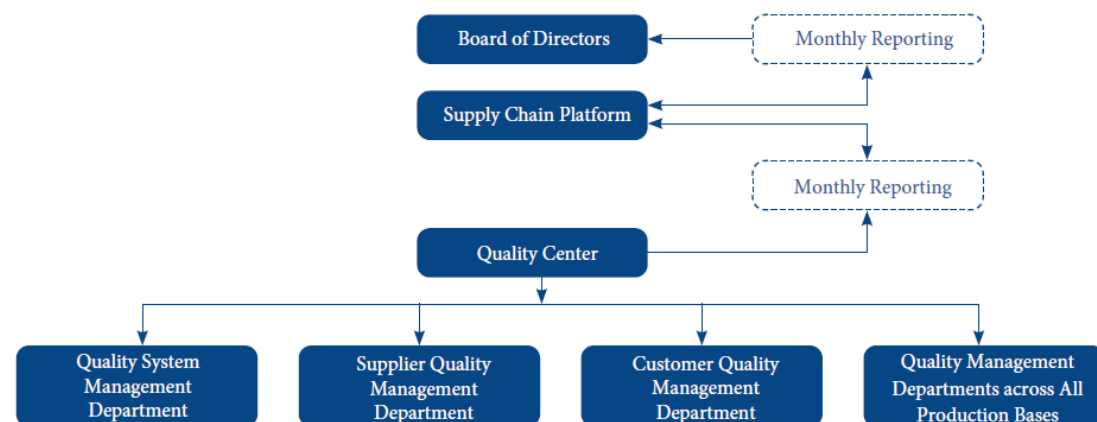 Board of Directors
Monthly Reporting
Supply Chain Platform
Monthly Reporting
Quality Center
Quality System
Management
Department
Supplier Quality
Management
Department
Customer Quality
Management
Department
Quality Management
Departments across All
Production Bases